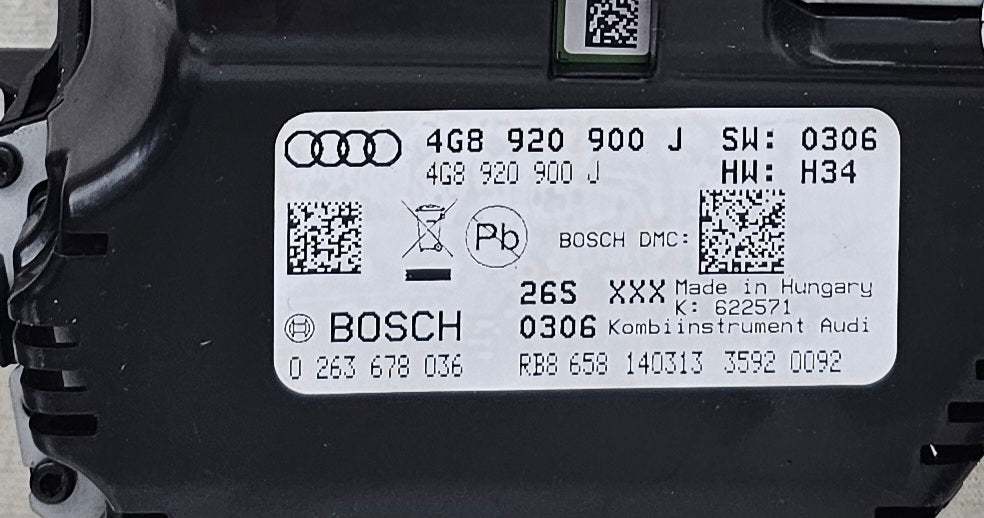 4G8 920 900 J SW: 0306
4G8 920 900 J HW: H34
Pb BOSCH DMC:
26S XXX Made in Hungary
K: 622571
BOSCH 0306 Kombiinstrument Audi
0 263 678 036 RB8 658 140313 3592 0092